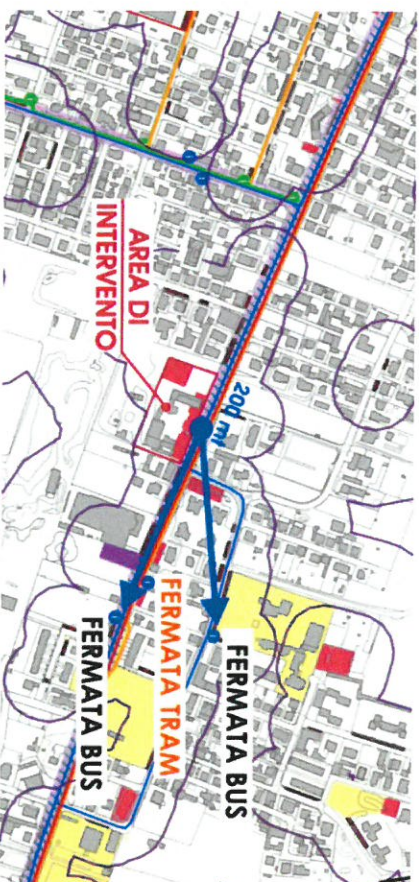 AREA DI
INTERVENTO
200 mt
FERMATA BUS
FERMATA TRAM
FERMATA BUS